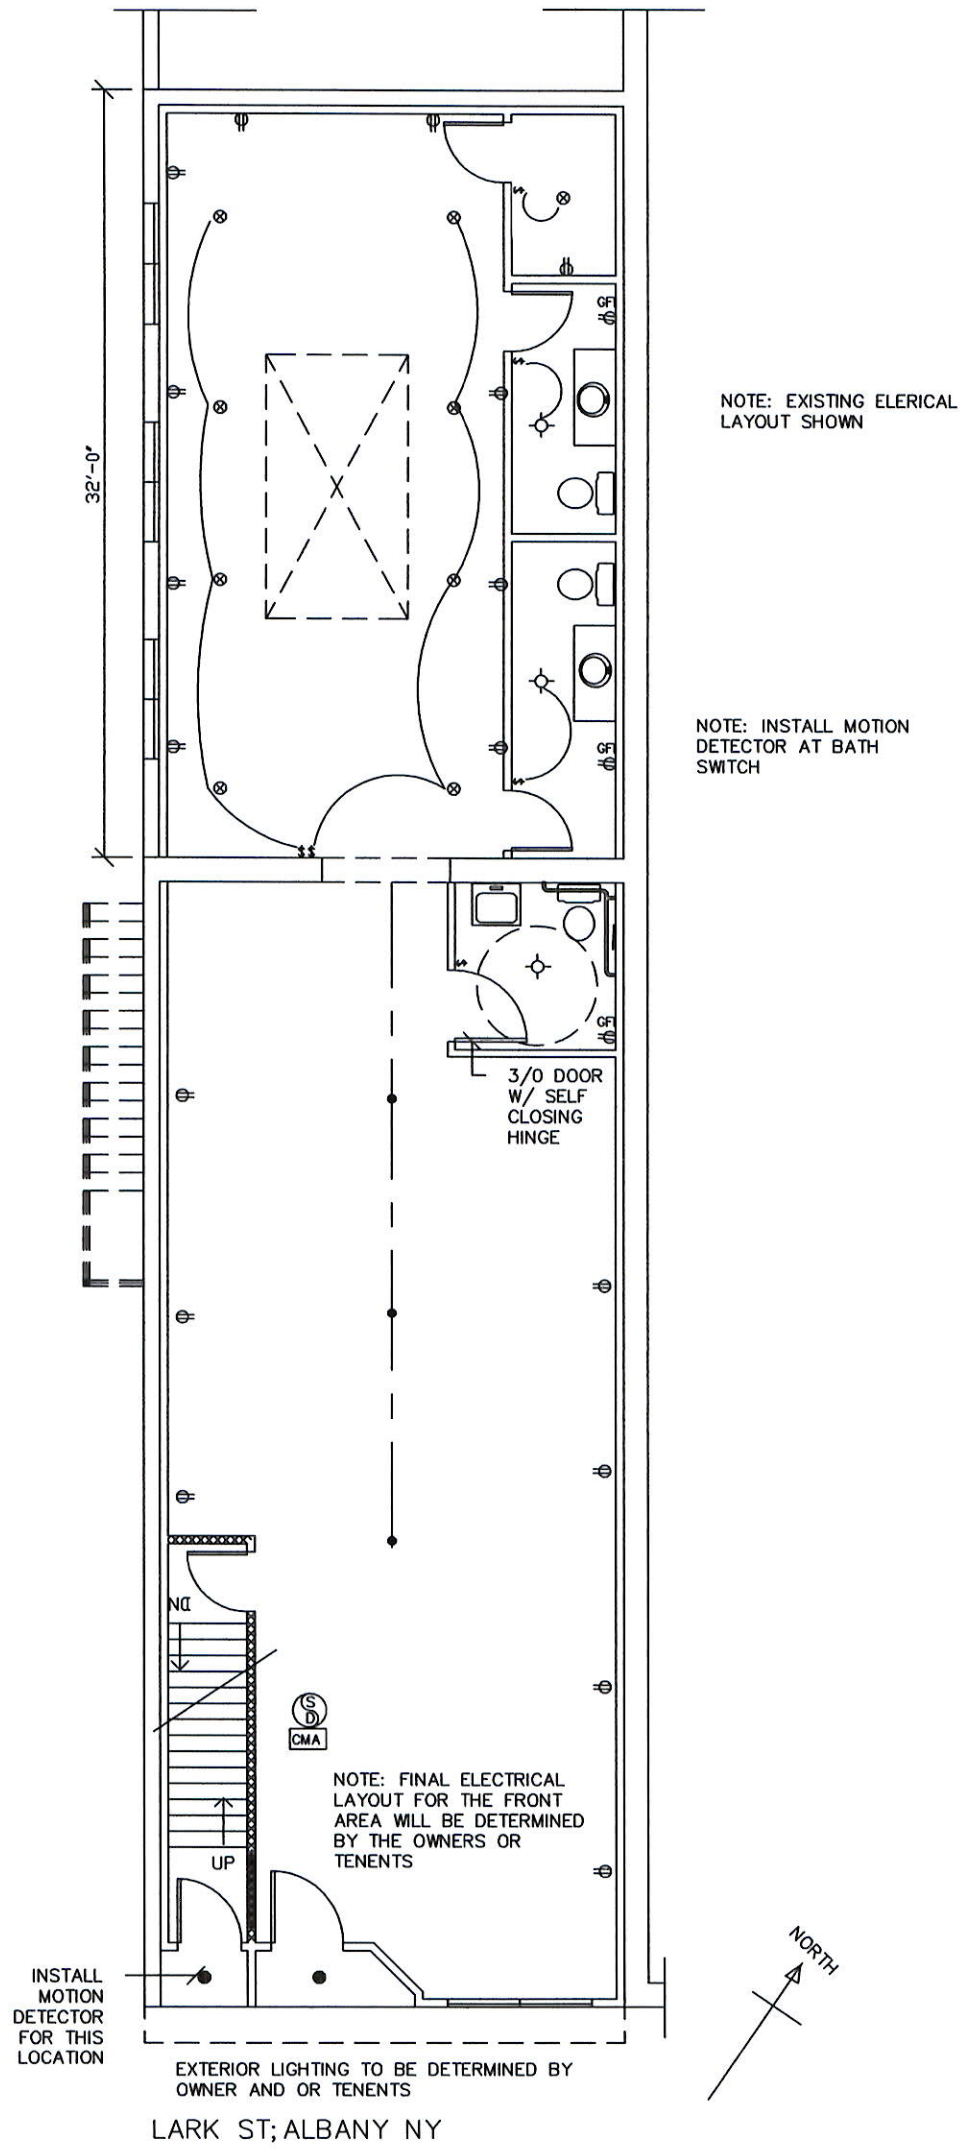 GFI
32'-0"
NOTE: EXISTING ELERICAL
LAYOUT SHOWN
NOTE: INSTALL MOTION
DETECTOR AT BATH
SWITCH
GFI
$ $
GFI
3/0 DOOR
W/ SELF
CLOSING
HINGE
DN
S
D
CMA
NOTE: FINAL ELECTRICAL
LAYOUT FOR THE FRONT
AREA WILL BE DETERMINED
BY THE OWNERS OR
TENENTS
UP
INSTALL
MOTION
DETECTOR
FOR THIS
LOCATION
NORTH
EXTERIOR LIGHTING TO BE DETERMINED BY
OWNER AND OR TENENTS
LARK ST; ALBANY NY